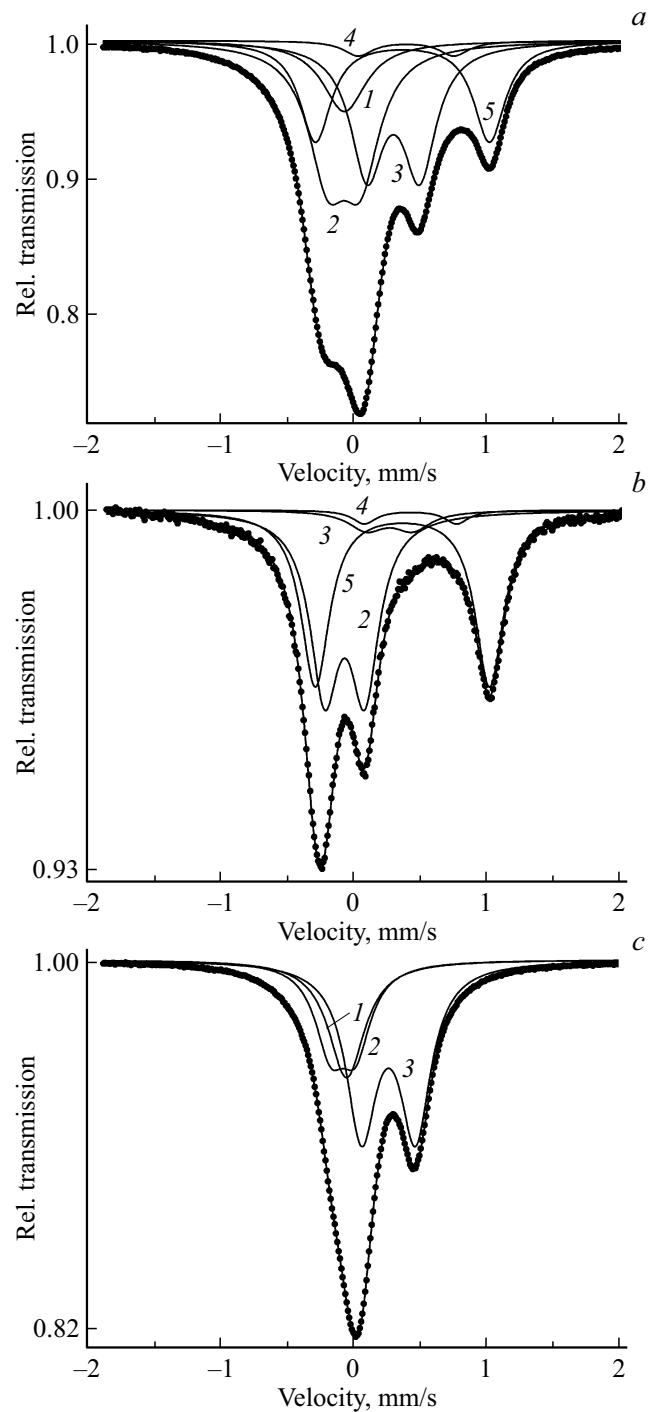 a
4
1.0
1
5
0.9
3
2
0.8
Rel. transmission
–2 –1 0 1 2
Velocity, mm/s
b
4
1.00
3
5
2
Rel. transmission
0.93
–2 –1 0 1 2
Velocity, mm/s
c
1.00
1
2
3
Rel. transmission
0.82
–2 –1 0 1 2
Velocity, mm/s